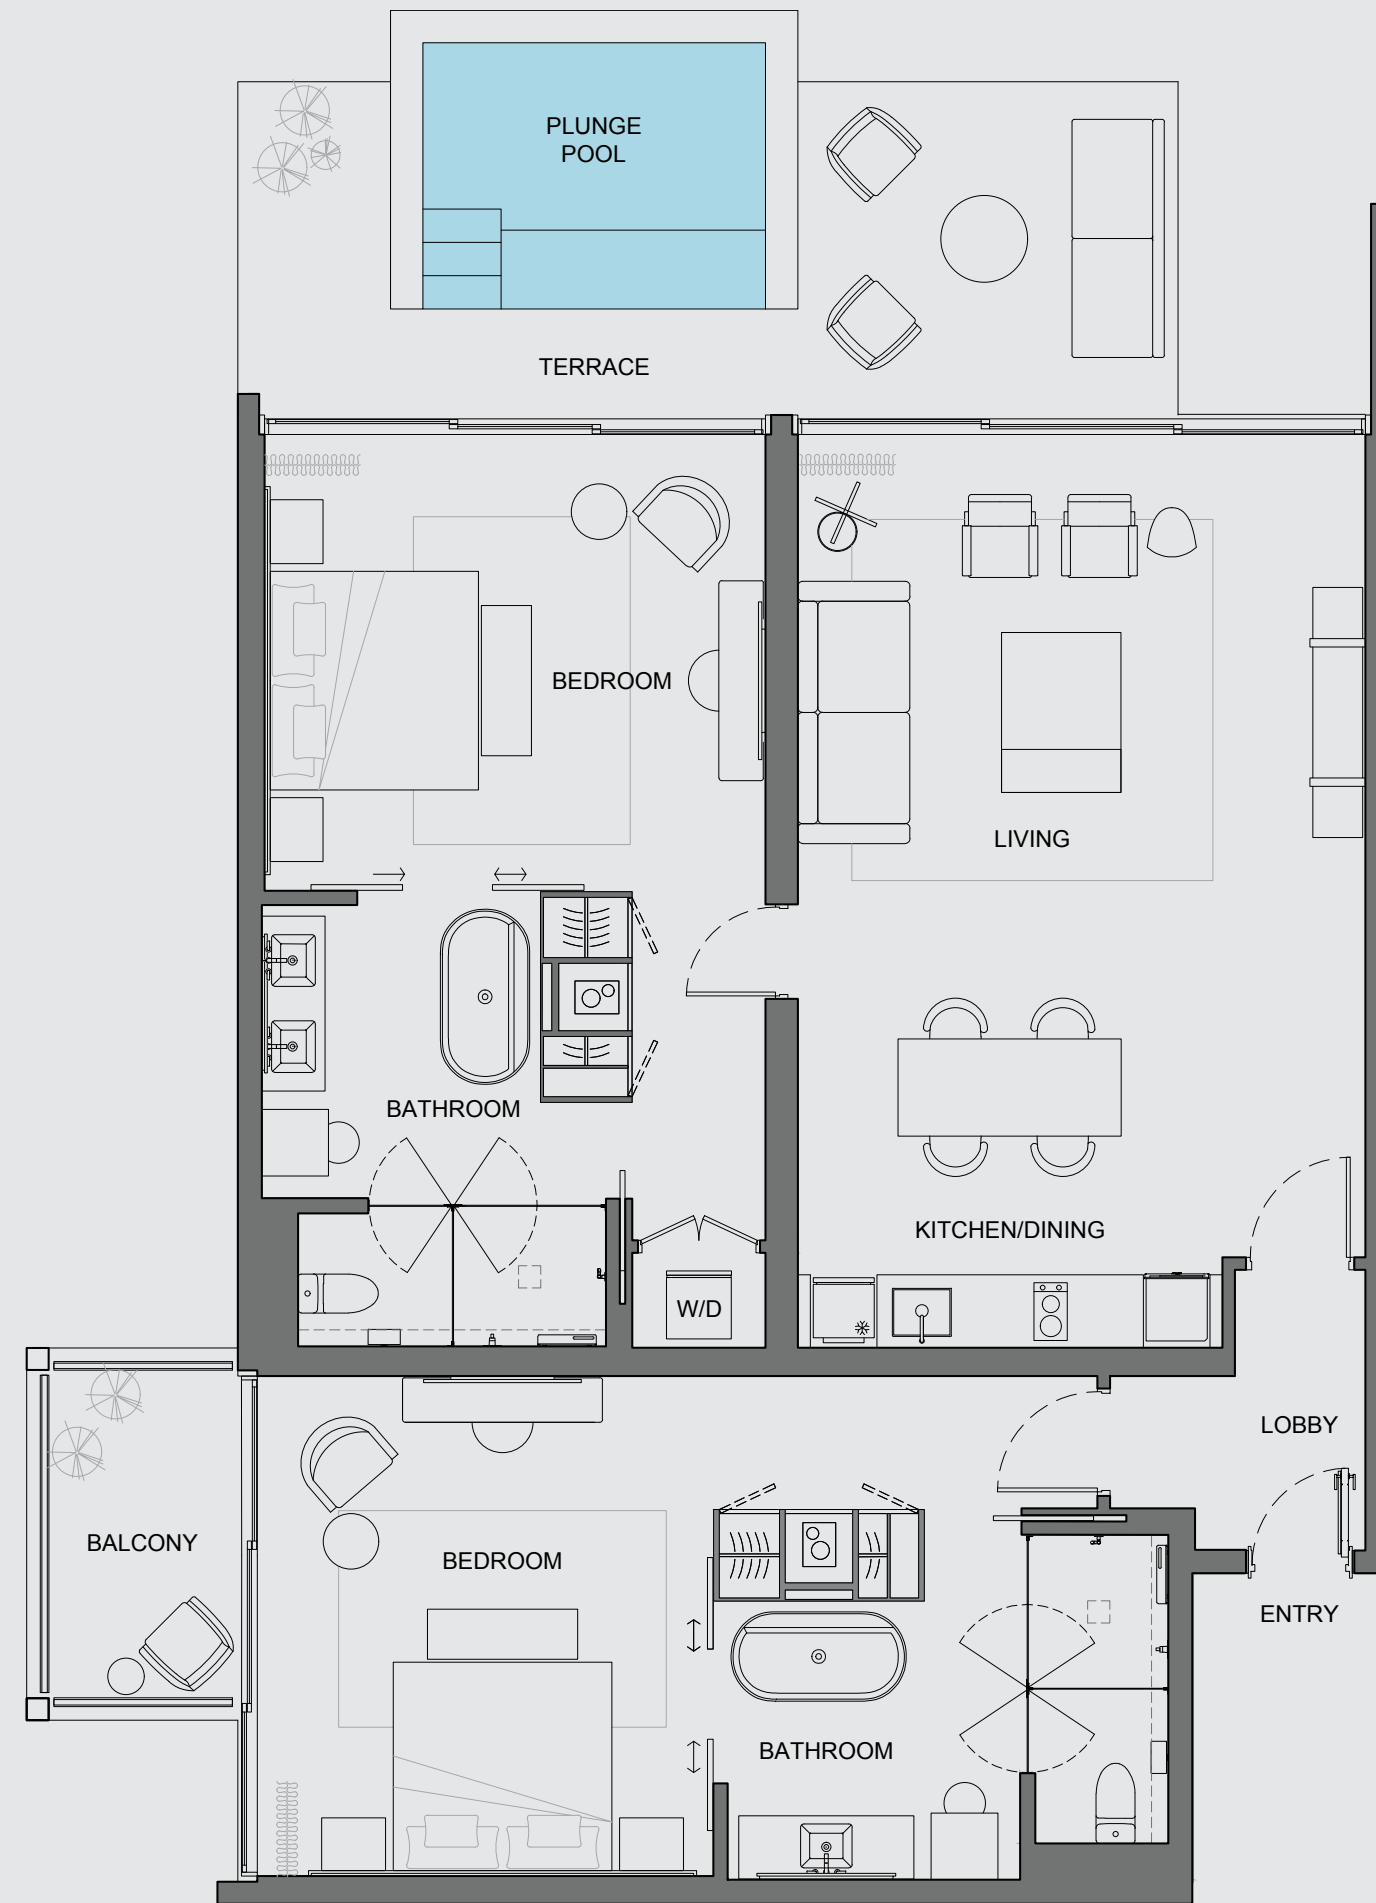 PLUNGE
POOL
TERRACE
BEDROOM
LIVING
BATHROOM
KITCHEN/DINING
W/D
LOBBY
BALCONY
BEDROOM
ENTRY
BATHROOM